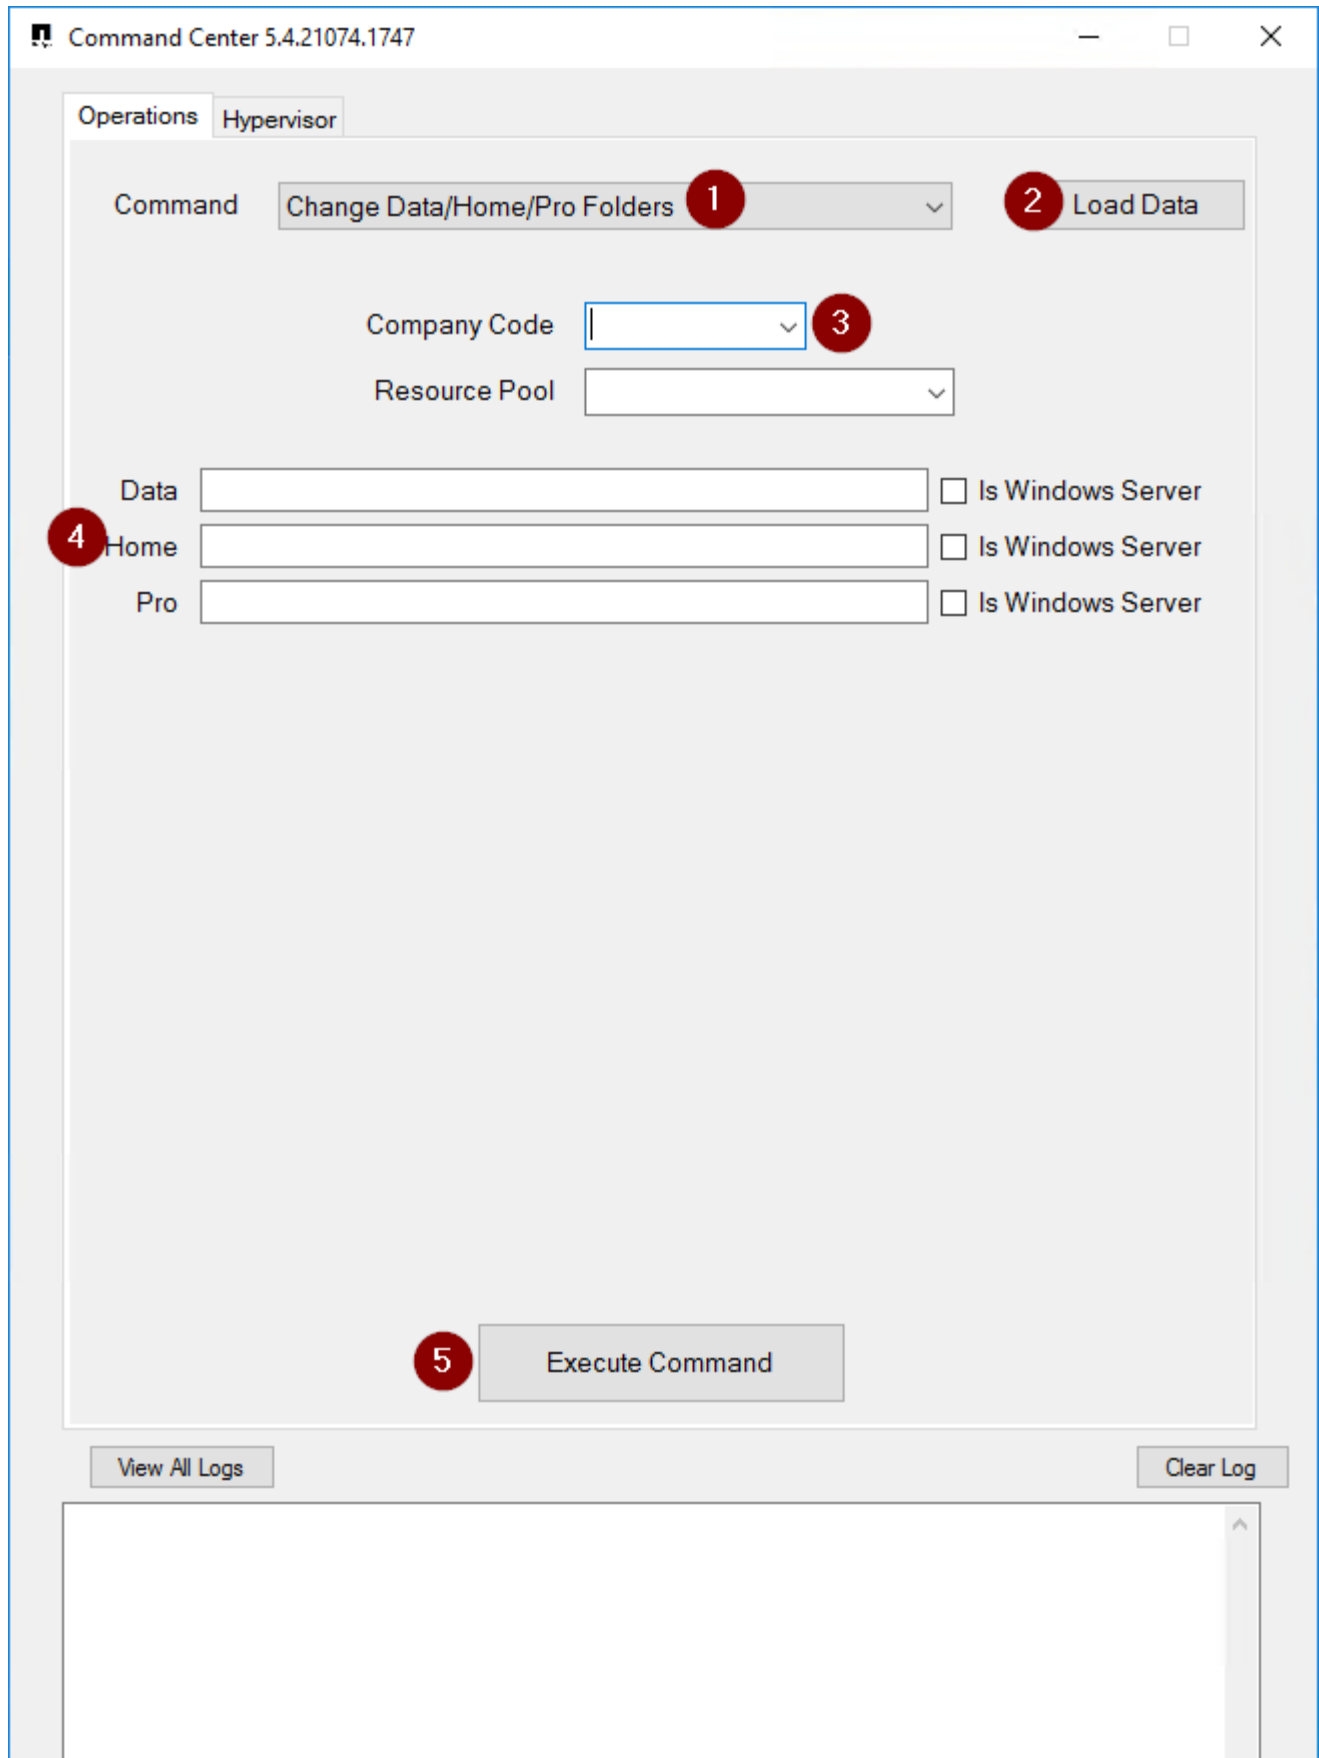 Command Center 5.4.21074.1747
Operations Hypervisor
Command Change Data/Home/Pro Folders 1 2 Load Data
Company Code 3
Resource Pool
Data Is Windows Server
4 Home Is Windows Server
Pro Is Windows Server
5 Execute Command
View All Logs Clear Log